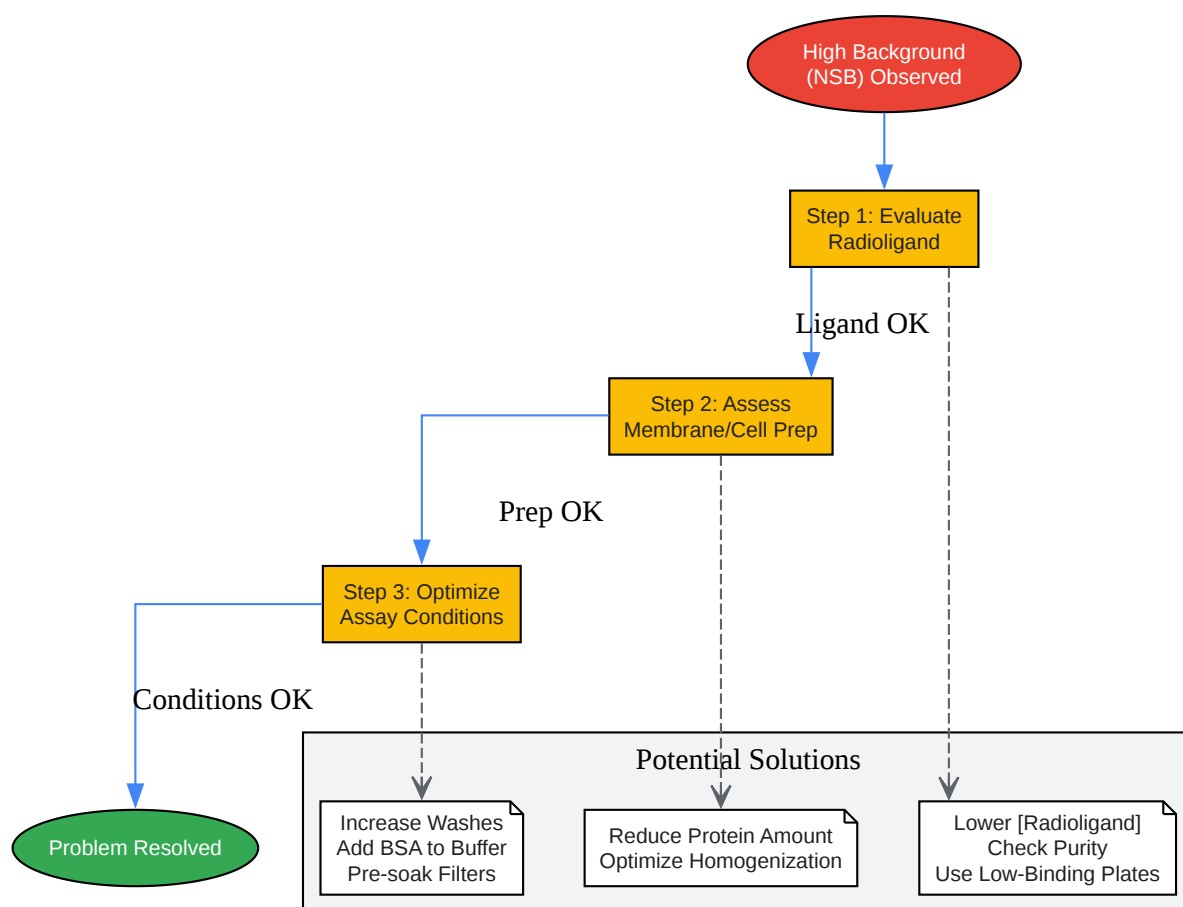 High Background
(NSB) Observed
Step 1: Evaluate
Radioligand
Ligand OK
Step 2: Assess
Membrane/Cell Prep
Prep OK
Step 3: Optimize
Assay Conditions
Conditions OK
Potential Solutions
Problem Resolved
Increase Washes
Add BSA to Buffer
Pre-soak Filters
Reduce Protein Amount
Optimize Homogenization
Lower [Radioligand]
Check Purity
Use Low-Binding Plates